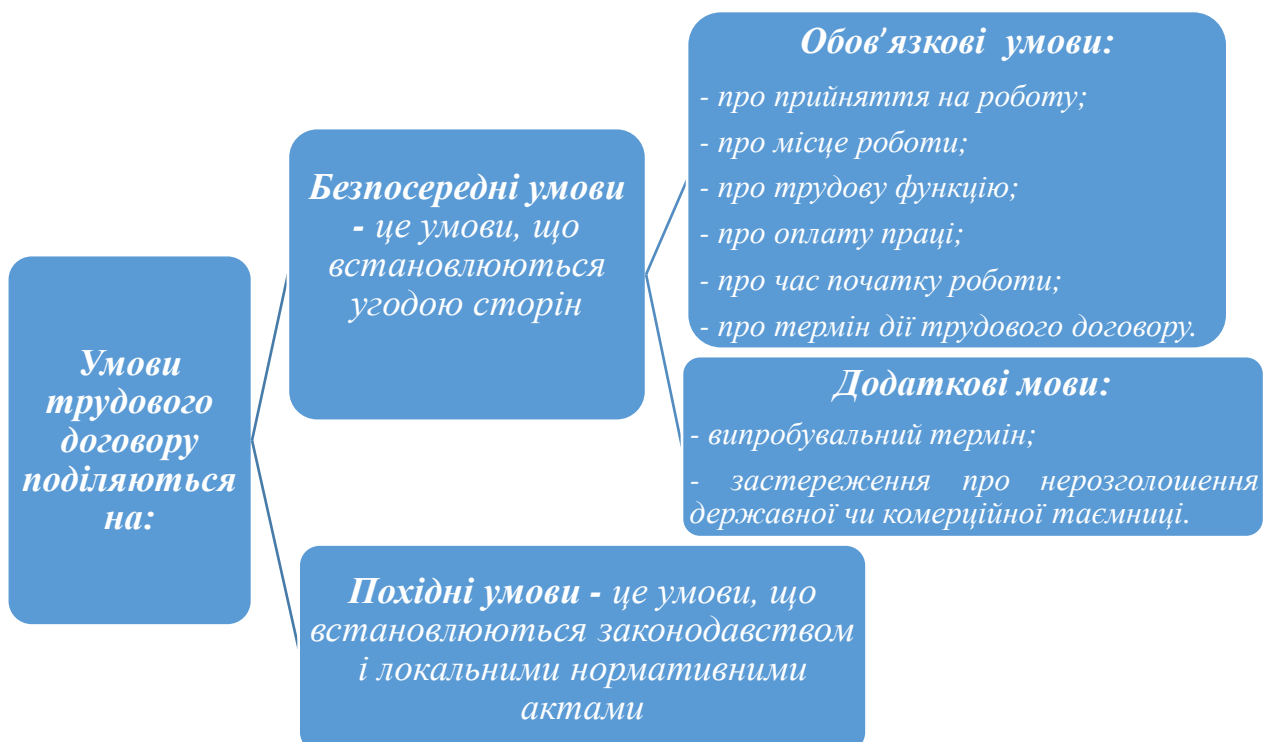 Умови
трудового
договору
поділяються
на:
Безпосередні умови
- це умови, що
встановлюються
угодою сторін
Обов'язкові умови:
- про прийняття на роботу;
- про місце роботи;
- про трудову функцію;
- про оплату праці;
- про час початку роботи;
- про термін дії трудового договору.
Додаткові мови:
- випробувальний термін;
- застереження про нерозголошення
державної чи комерційної таємниці.
Похідні умови - це умови, що
встановлюються законодавством
і локальними нормативними
актами